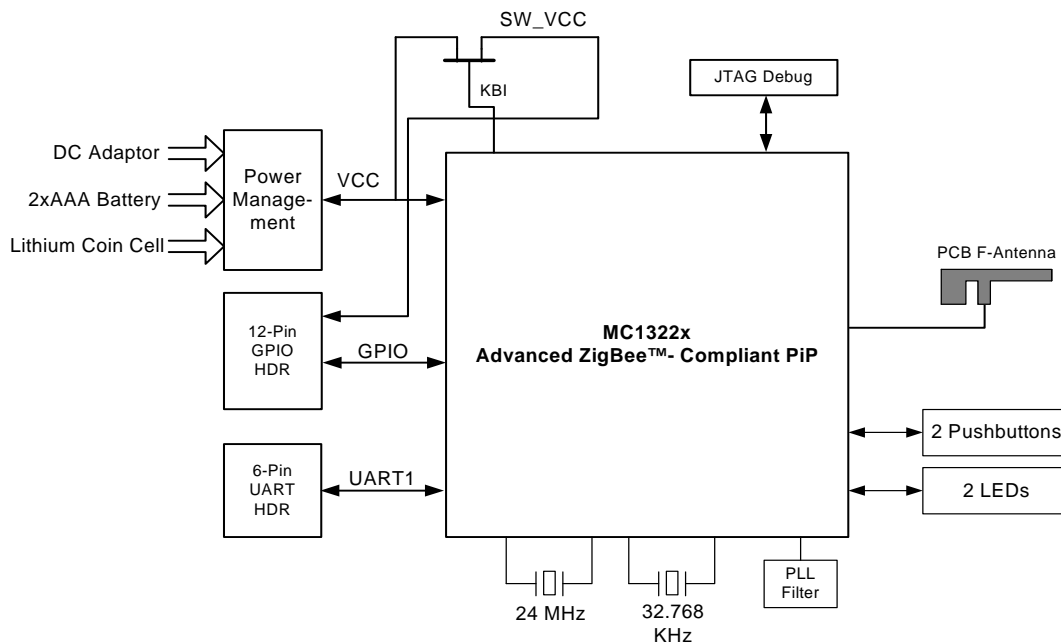 SW_VCC
KBI
JTAG Debug
DC Adaptor
2xAAA Battery
Lithium Coin Cell
Power
Manage-
ment
VCC
PCB F-Antenna
12-Pin
GPIO
HDR
GPIO
MC1322x
Advanced ZigBee™- Compliant PiP
6-Pin
UART
HDR
UART1
2 Pushbuttons
2 LEDs
24 MHz
32.768
KHz
PLL
Filter